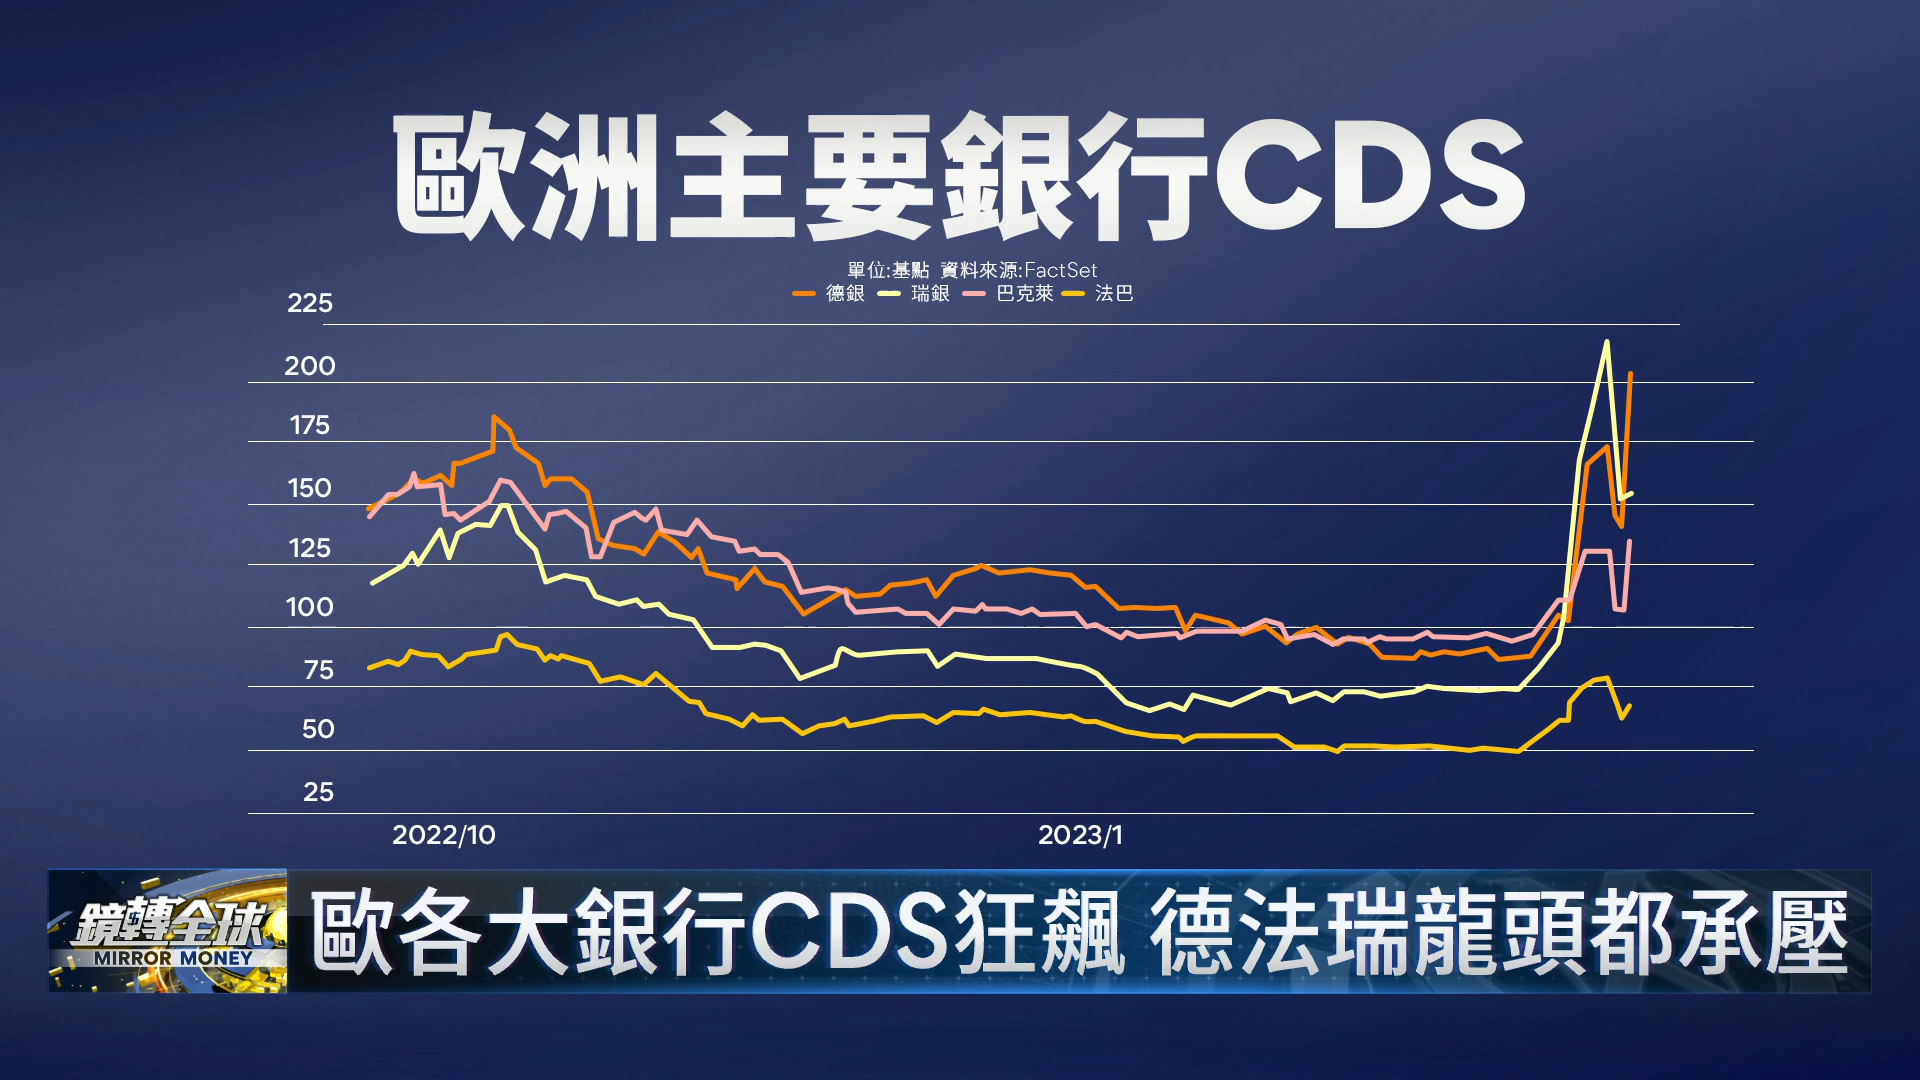 歐洲主要銀行CDS
單位:基點 資料來源:FactSet
德銀 瑞銀 巴克萊 法巴
225
200
175
150
125
100
75
50
25
2022/10 2023/1
鏡轉全球
MIRROR MONEY
歐各大銀行CDS狂飆 德法瑞龍頭都承壓